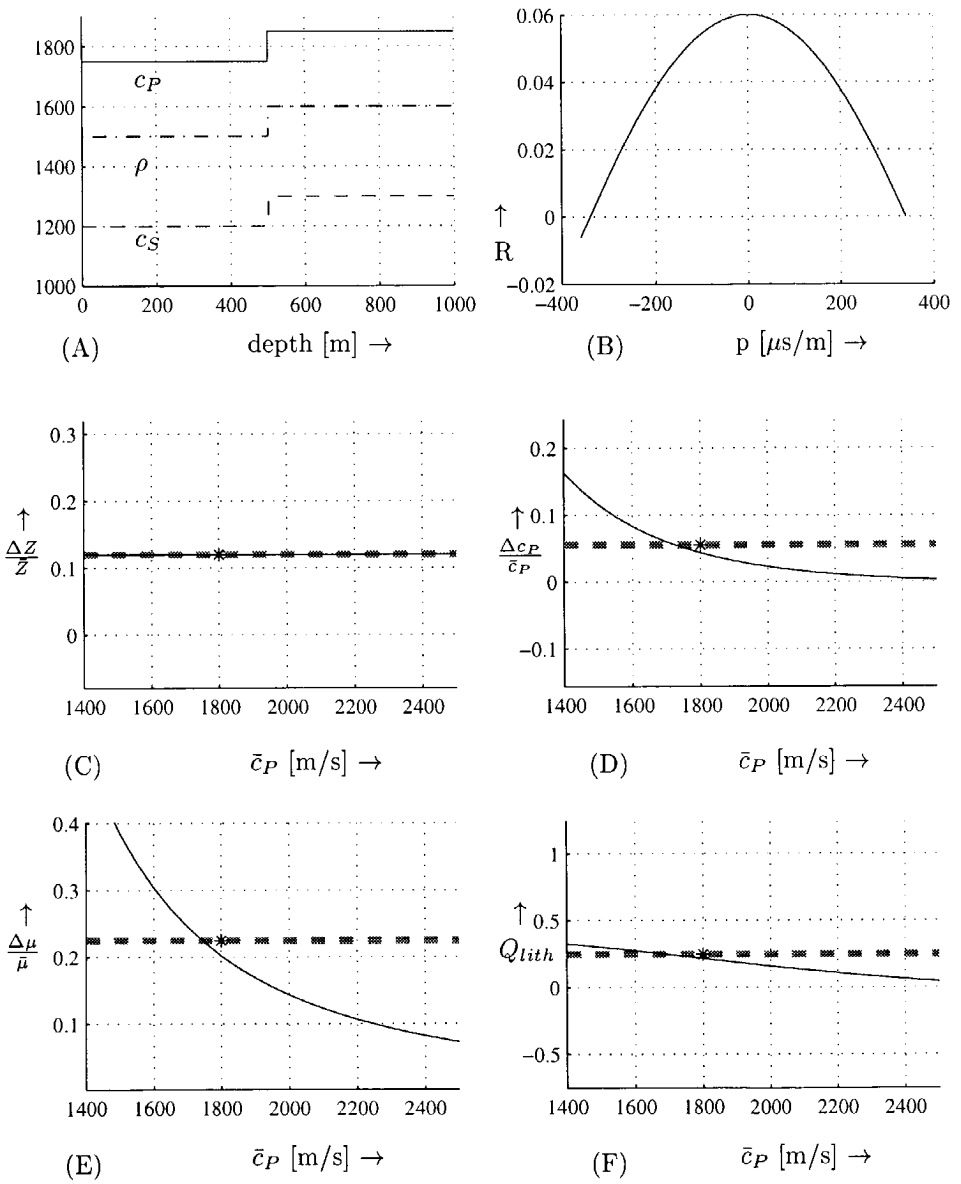 1800
1600
1400
1200
1000
c_P
ρ
c_S
0 200 400 600 800 1000
(A) depth [m] →
0.06
0.04
0.02
0
−0.02
↑
R
−400 −200 0 200 400
(B) p [μs/m] →
0.3
0.2
0.1
0
↑
ΔZ
Z̄
1400 1600 1800 2000 2200 2400
(C) c̄_P [m/s] →
0.2
0.1
0
−0.1
↑
Δc_P
c̄_P
1400 1600 1800 2000 2200 2400
(D) c̄_P [m/s] →
0.4
0.3
0.2
0.1
↑
Δμ
μ̄
1400 1600 1800 2000 2200 2400
(E) c̄_P [m/s] →
1
0.5
0
−0.5
↑
Q_lith
1400 1600 1800 2000 2200 2400
(F) c̄_P [m/s] →